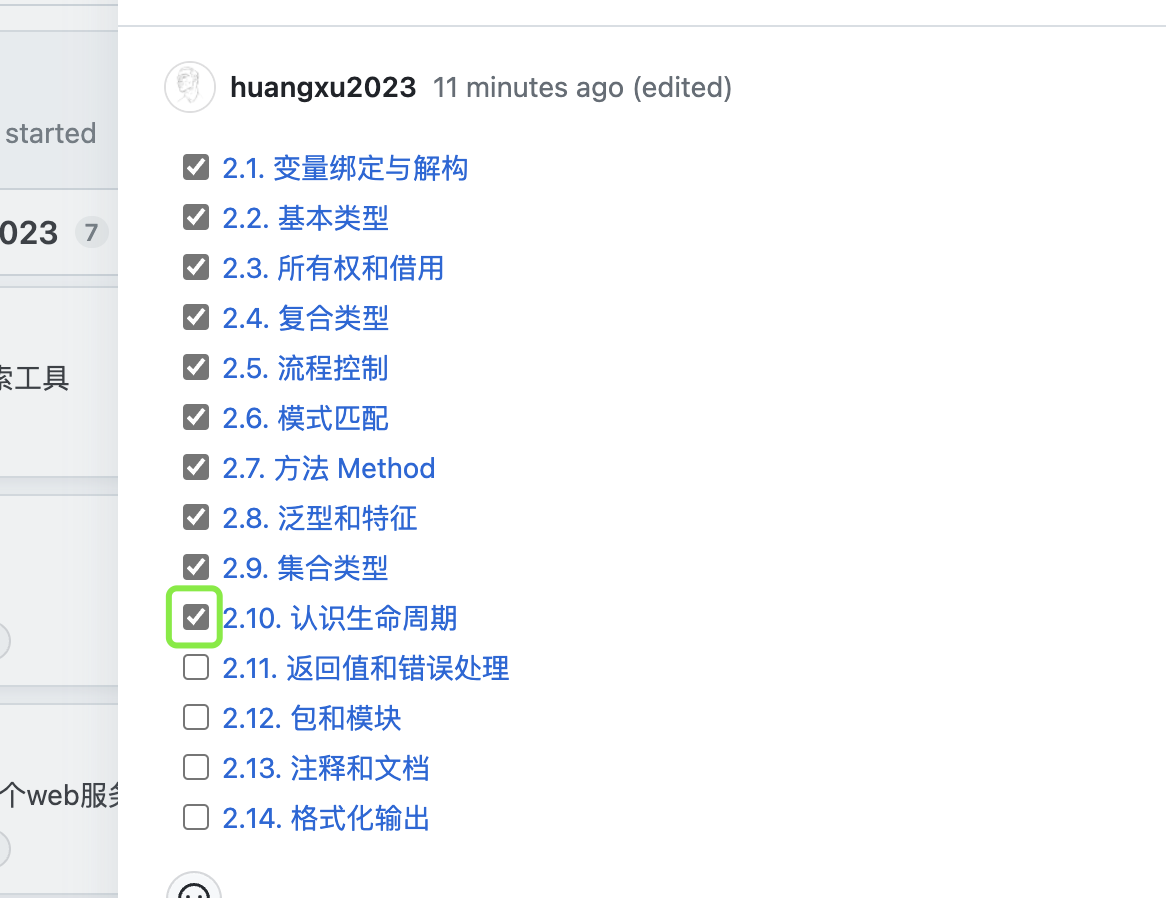 huangxu2023 11 minutes ago (edited)
started
2023 7
索工具
个web服务
2.1. 变量绑定与解构
2.2. 基本类型
2.3. 所有权和借用
2.4. 复合类型
2.5. 流程控制
2.6. 模式匹配
2.7. 方法 Method
2.8. 泛型和特征
2.9. 集合类型
2.10. 认识生命周期
2.11. 返回值和错误处理
2.12. 包和模块
2.13. 注释和文档
2.14. 格式化输出